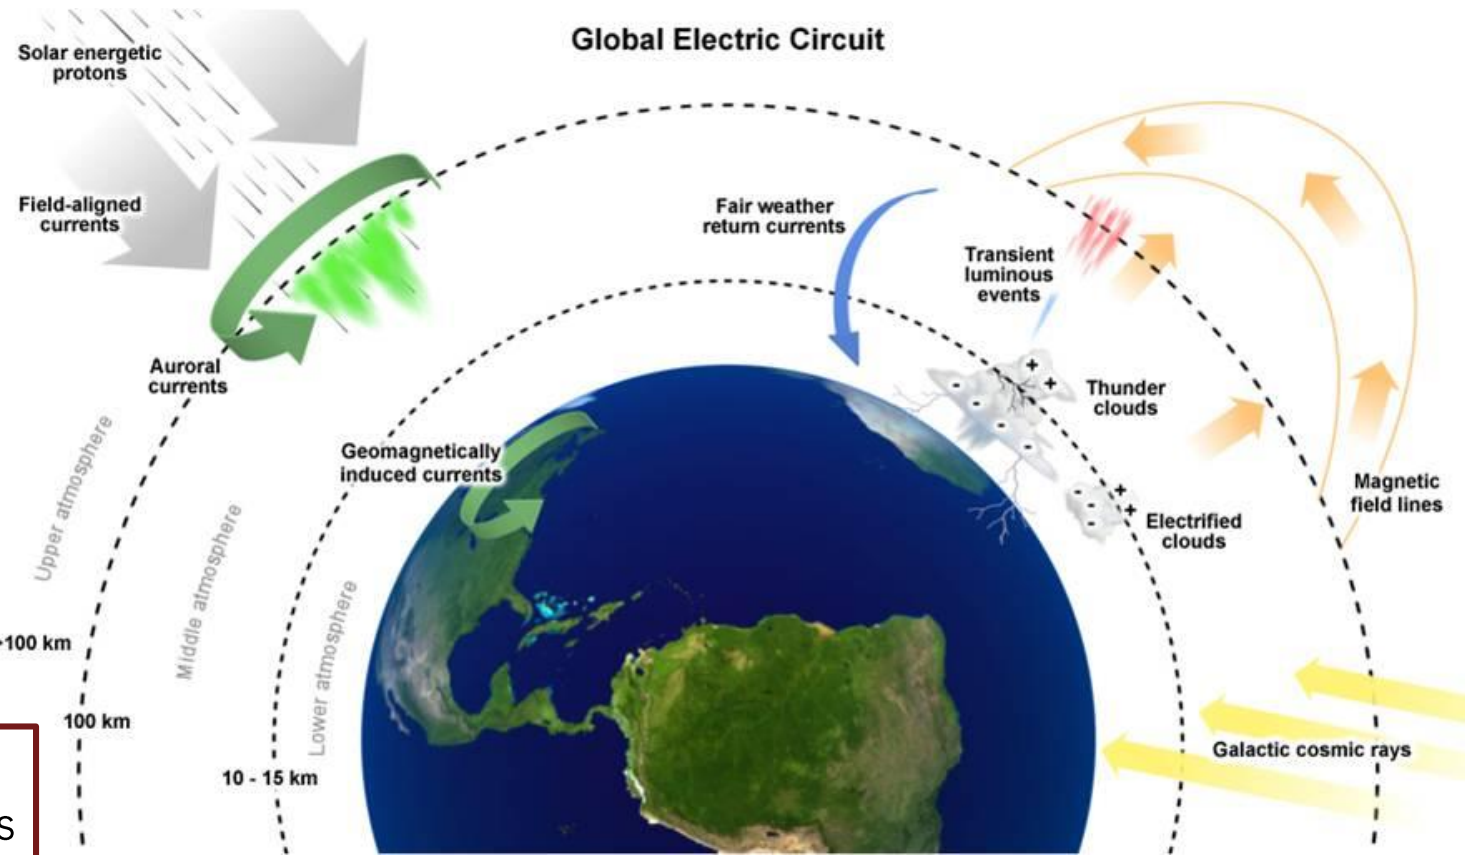 Global Electric Circuit
Solar energetic
protons
Field-aligned
currents
Fair weather
return currents
Transient
luminous
events
Auroral
currents
Thunder
clouds
Geomagnetically
induced currents
Magnetic
field lines
Electrified
clouds
Upper atmosphere
Middle atmosphere
Lower atmosphere
>100 km
100 km
10 - 15 km
Galactic cosmic rays
s